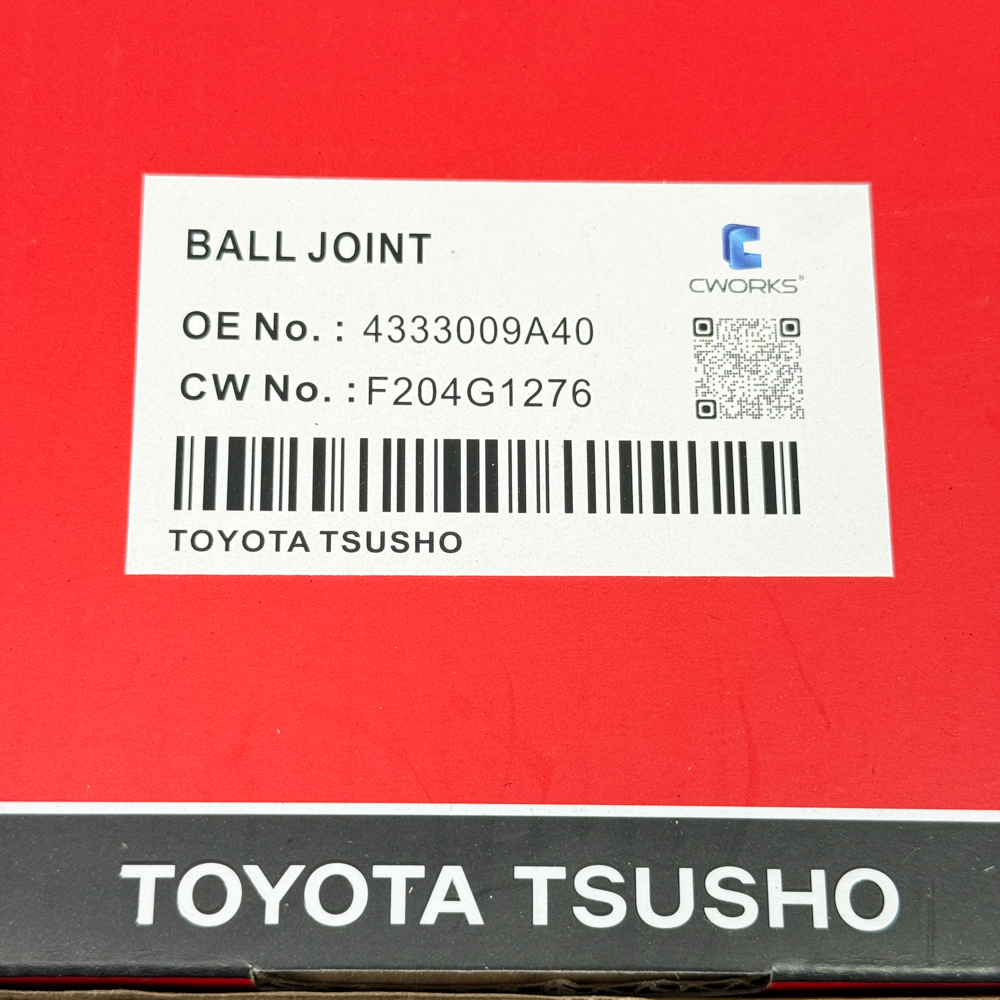 BALL JOINT
CWORKS®
OE No. : 4333009A40
CW No. : F204G1276
TOYOTA TSUSHO
TOYOTA TSUSHO